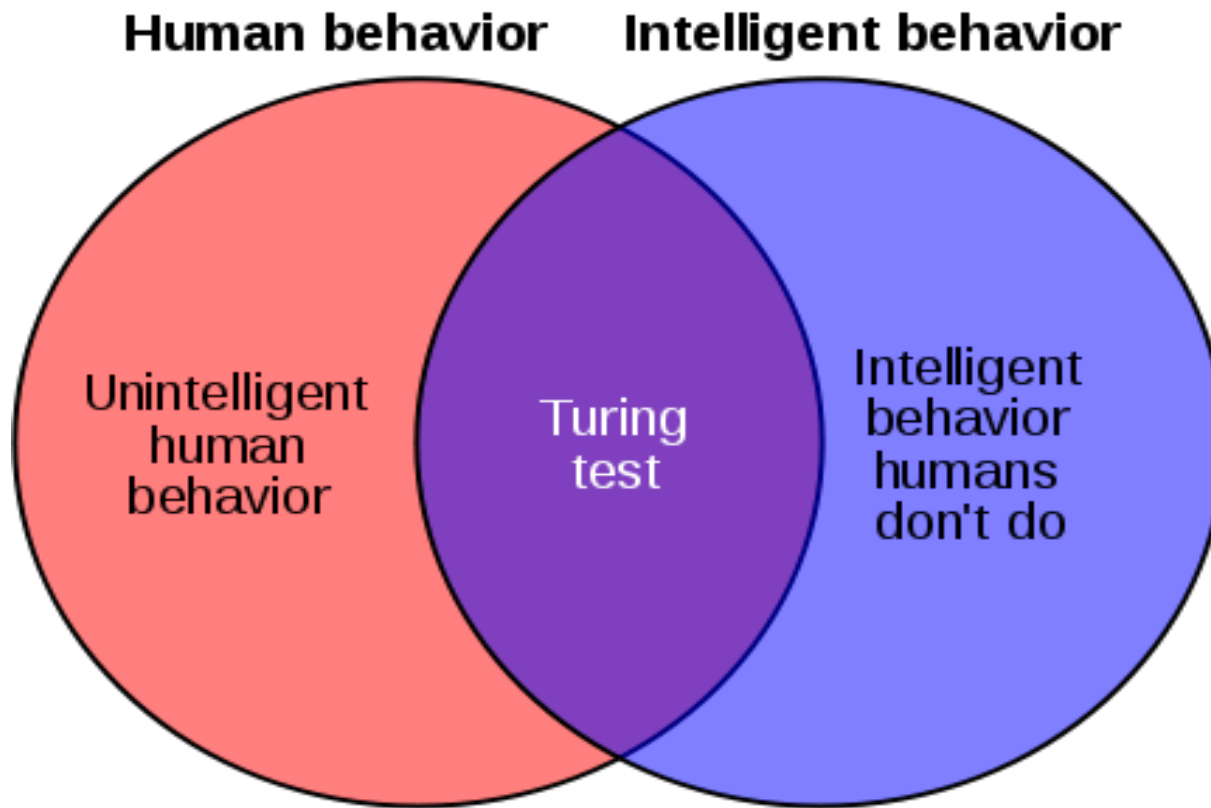 Human behavior
Intelligent behavior
Unintelligent
human
behavior
Turing
test
Intelligent
behavior
humans
don't do